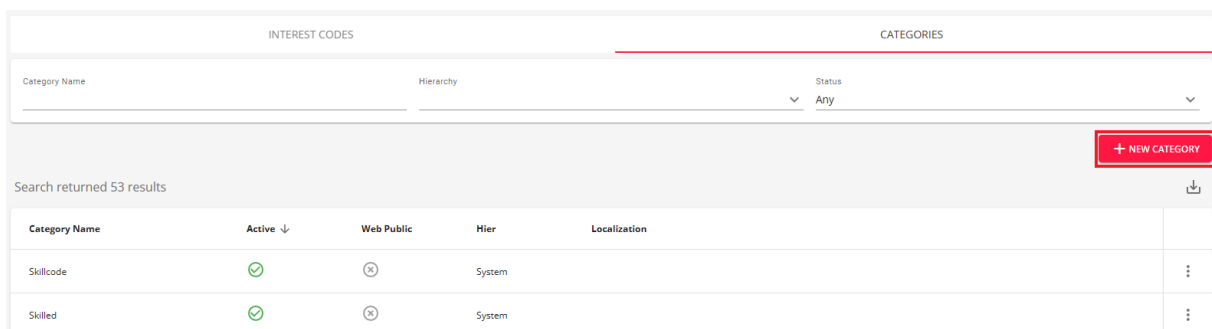 INTEREST CODES CATEGORIES
Category Name Hierarchy Status
Any
+ NEW CATEGORY
Search returned 53 results
Category Name Active Web Public Hier Localization
Skillcode System
Skilled System